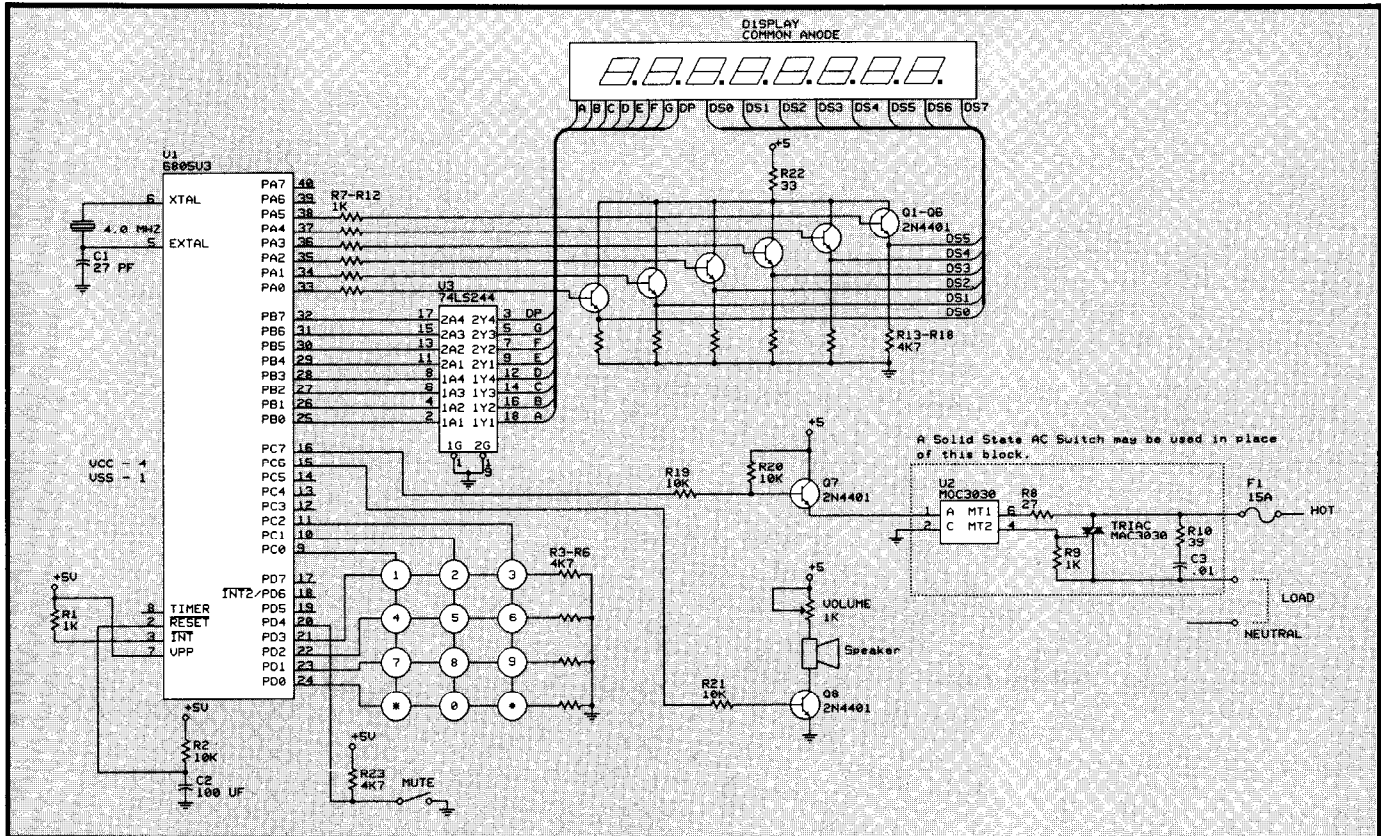 DISPLAY
COMMON ANODE
A B C D E F G DP DS0 DS1 DS2 DS3 DS4 DS5 DS6 DS7
+5
R22
33
U1
6805U3
6 XTAL
4.0 MHZ
5 EXTAL
C1
27 PF
PA7 40
PA6 39
PA5 38
PA4 37
PA3 36
PA2 35
PA1 34
PA0 33
R7-R12
1K
Q1-Q6
2N4401
DS5
DS4
DS3
DS2
DS1
DS0
R13-R18
4K7
PB7 32
PB6 31
PB5 30
PB4 29
PB3 28
PB2 27
PB1 26
PB0 25
U3
74LS244
17 2A4 2Y4 3 DP
15 2A3 2Y3 5 G
13 2A2 2Y2 7 F
11 2A1 2Y1 9 E
8 1A4 1Y4 12 D
6 1A3 1Y3 14 C
4 1A2 1Y2 16 B
2 1A1 1Y1 18 A
1G 2G
1 19
VCC - 4
VSS - 1
PC7 16
PC6 15
PC5 14
PC4 13
PC3 12
PC2 11
PC1 10
PC0 9
PD7 17
INT2/PD6 18
PD5 19
PD4 20
PD3 21
PD2 22
PD1 23
PD0 24
+5V
R1
1K
8 TIMER
2 RESET
3 INT
7 VPP
+5V
R2
10K
C2
100 UF
1 2 3
4 5 6
7 8 9
* 0 *
R3-R6
4K7
+5V
R23
4K7
MUTE
R19
10K
+5
R20
10K
Q7
2N4401
+5
VOLUME
1K
Speaker
R21
10K
Q8
2N4401
A Solid State AC Switch may be used in place
of this block.
U2
MOC3030
1 A MT1 6
2 C MT2 4
R8
27
R9
1K
TRIAC
MAC3030
R10
39
C3
.01
F1
15A
HOT
LOAD
NEUTRAL